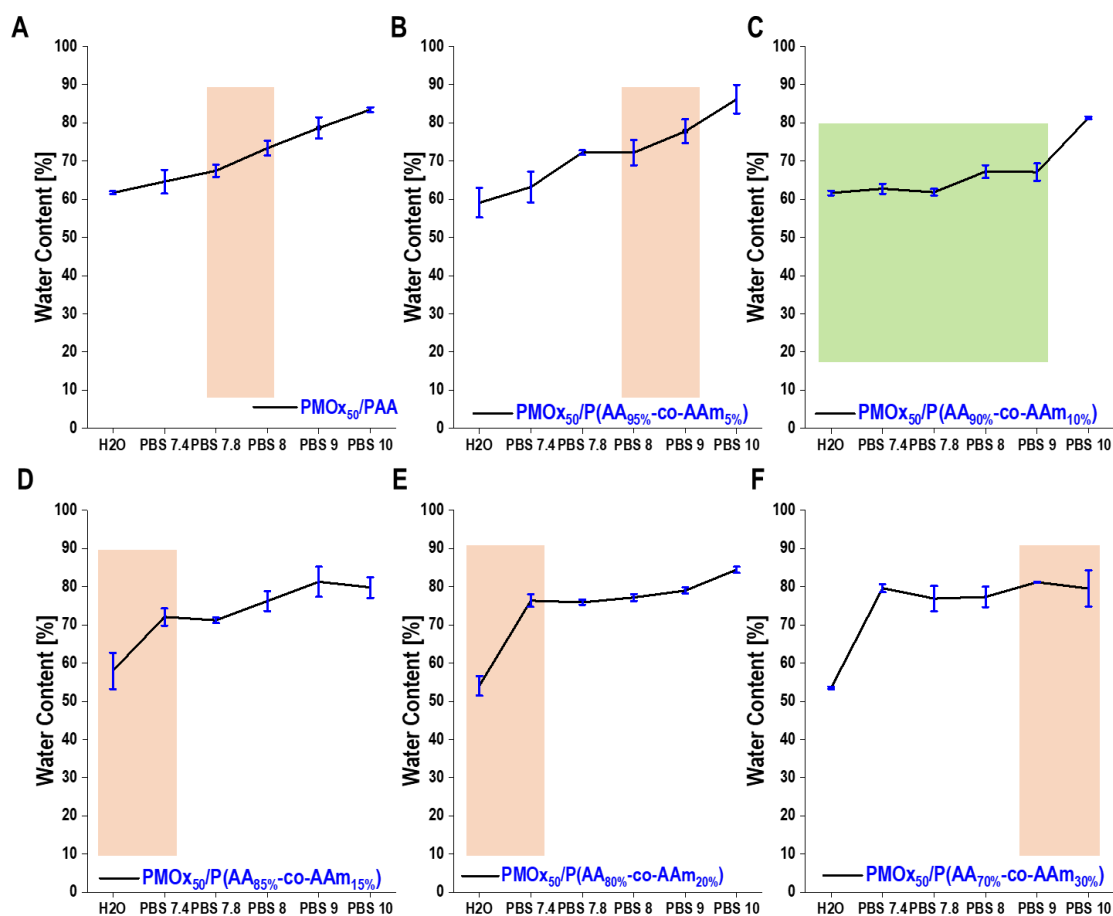 A
Water Content [%]
100
90
80
70
60
50
40
30
20
10
0
H2O PBS 7.4 PBS 7.8 PBS 8 PBS 9 PBS 10
PMOx50/PAA
B
Water Content [%]
100
90
80
70
60
50
40
30
20
10
0
H2O PBS 7.4 PBS 7.8 PBS 8 PBS 9 PBS 10
PMOx50/P(AA95%-co-AAm5%)
C
Water Content [%]
100
90
80
70
60
50
40
30
20
10
0
H2O PBS 7.4 PBS 7.8 PBS 8 PBS 9 PBS 10
PMOx50/P(AA90%-co-AAm10%)
D
Water Content [%]
100
90
80
70
60
50
40
30
20
10
0
H2O PBS 7.4 PBS 7.8 PBS 8 PBS 9 PBS 10
PMOx50/P(AA85%-co-AAm15%)
E
Water Content [%]
100
90
80
70
60
50
40
30
20
10
0
H2O PBS 7.4 PBS 7.8 PBS 8 PBS 9 PBS 10
PMOx50/P(AA80%-co-AAm20%)
F
Water Content [%]
100
90
80
70
60
50
40
30
20
10
0
H2O PBS 7.4 PBS 7.8 PBS 8 PBS 9 PBS 10
PMOx50/P(AA70%-co-AAm30%)